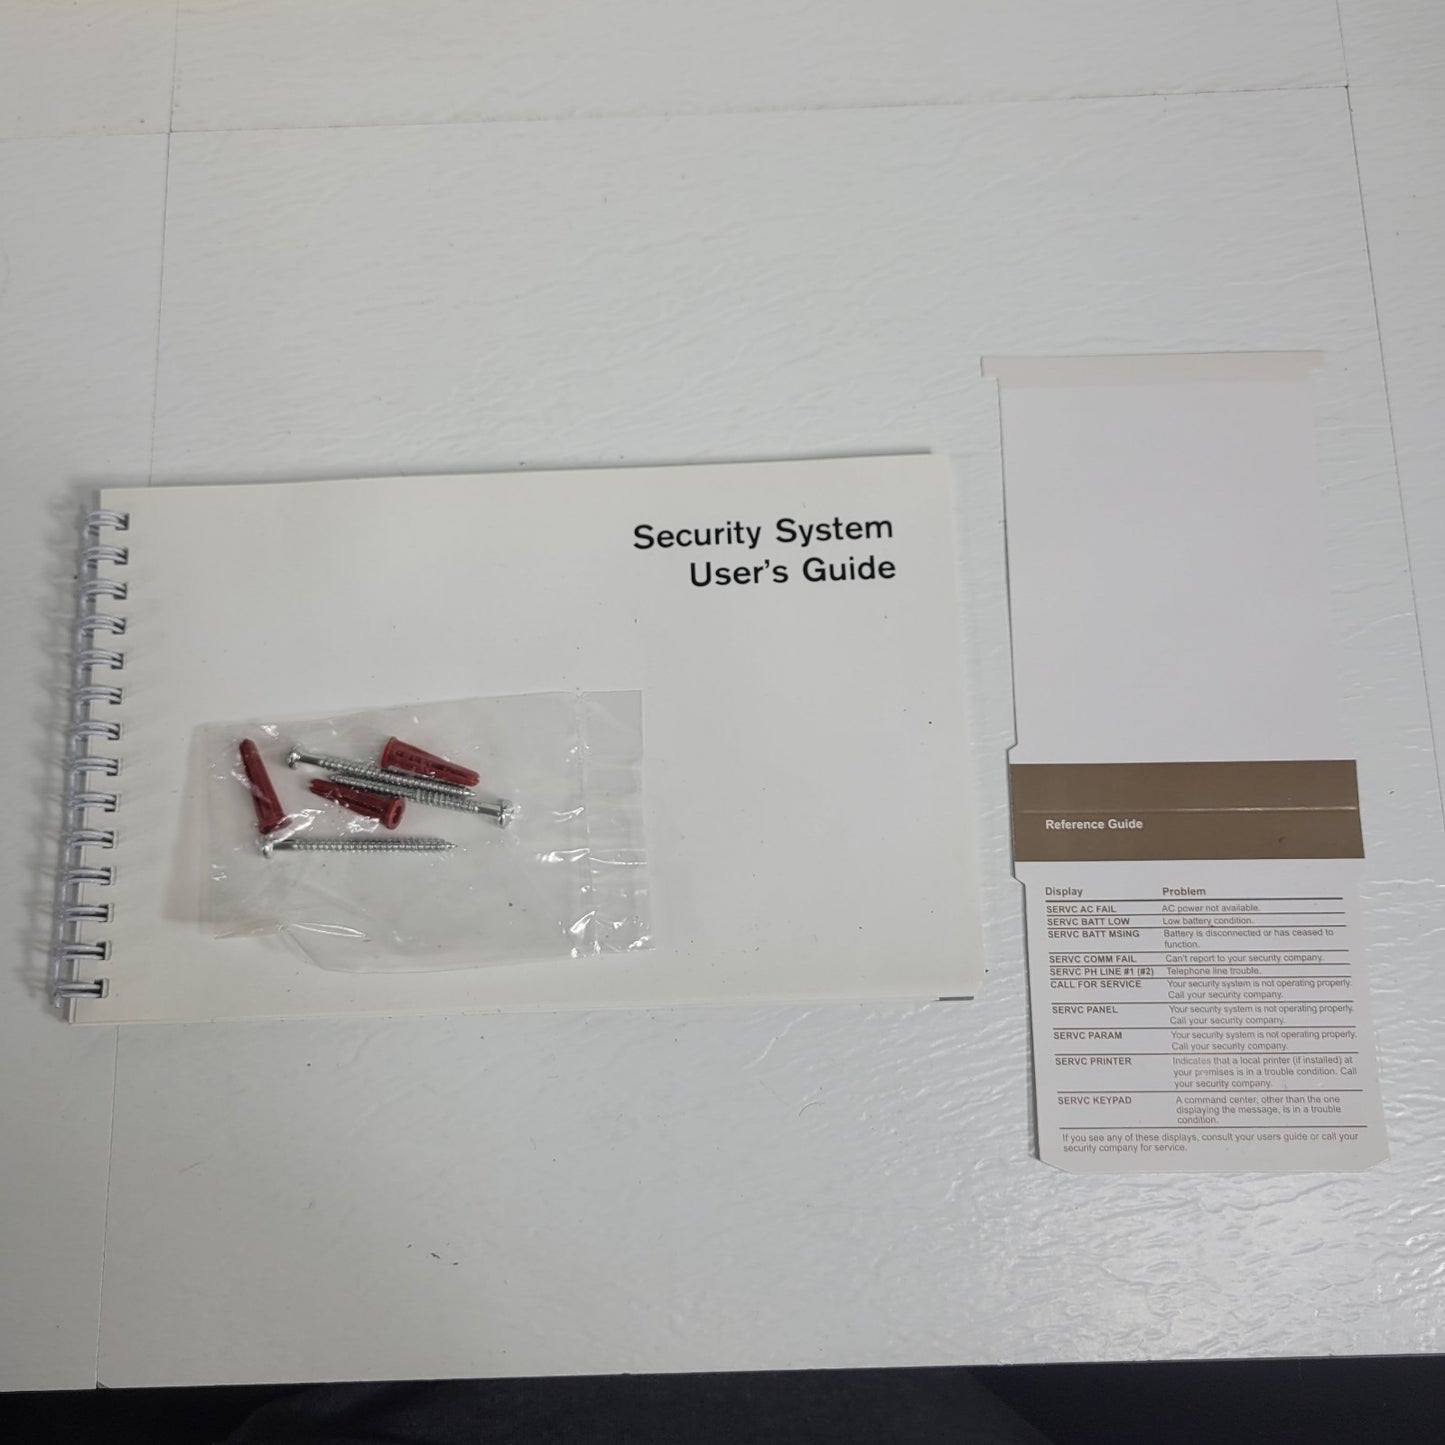 Security System
User's Guide
Reference Guide
Display Problem
SERVC AC FAIL AC power not available.
SERVC BATT LOW Low battery condition.
SERVC BATT MSING Battery is disconnected or has ceased to
function.
SERVC COMM FAIL Can't report to your security company.
SERVC PH LINE #1 (#2) Telephone line trouble.
CALL FOR SERVICE Your security system is not operating properly.
Call your security company.
SERVC PANEL Your security system is not operating properly.
Call your security company.
SERVC PARAM Your security system is not operating properly.
Call your security company.
SERVC PRINTER Indicates that a local printer (if installed) at
your premises is in a trouble condition. Call
your security company.
SERVC KEYPAD A command center, other than the one
displaying the message, is in a trouble
condition.
If you see any of these displays, consult your users guide or call your
security company for service.